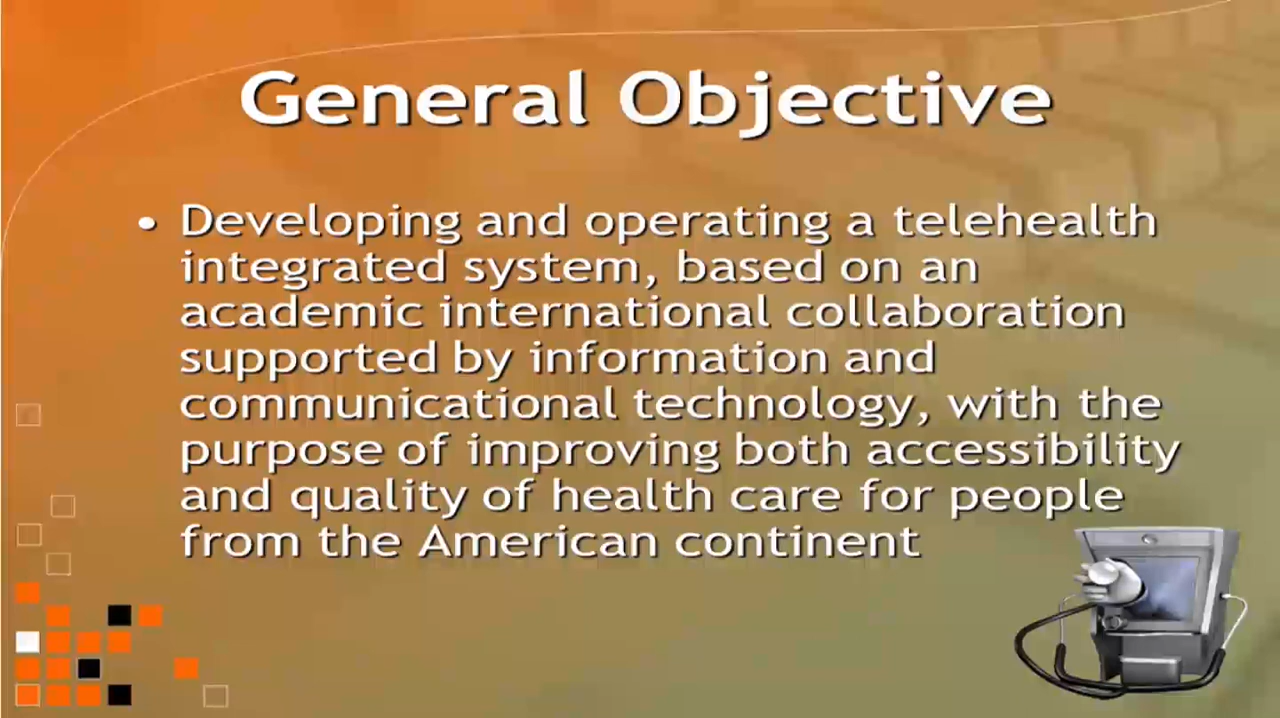 General Objective
• Developing and operating a telehealth
integrated system, based on an
academic international collaboration
supported by information and
communicational technology, with the
purpose of improving both accessibility
and quality of health care for people
from the American continent